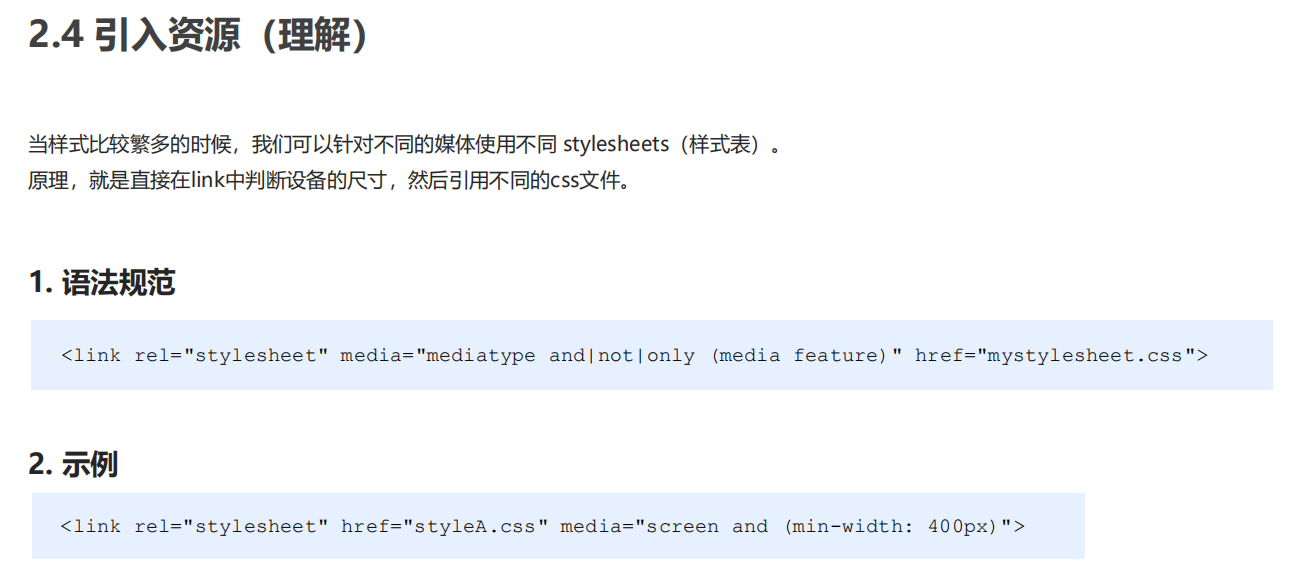 2.4 引入资源（理解）
当样式比较繁多的时候，我们可以针对不同的媒体使用不同 stylesheets（样式表）。
原理，就是直接在link中判断设备的尺寸，然后引用不同的css文件。
1. 语法规范
<link rel="stylesheet" media="mediatype and|not|only (media feature)" href="mystylesheet.css">
2. 示例
<link rel="stylesheet" href="styleA.css" media="screen and (min-width: 400px)">